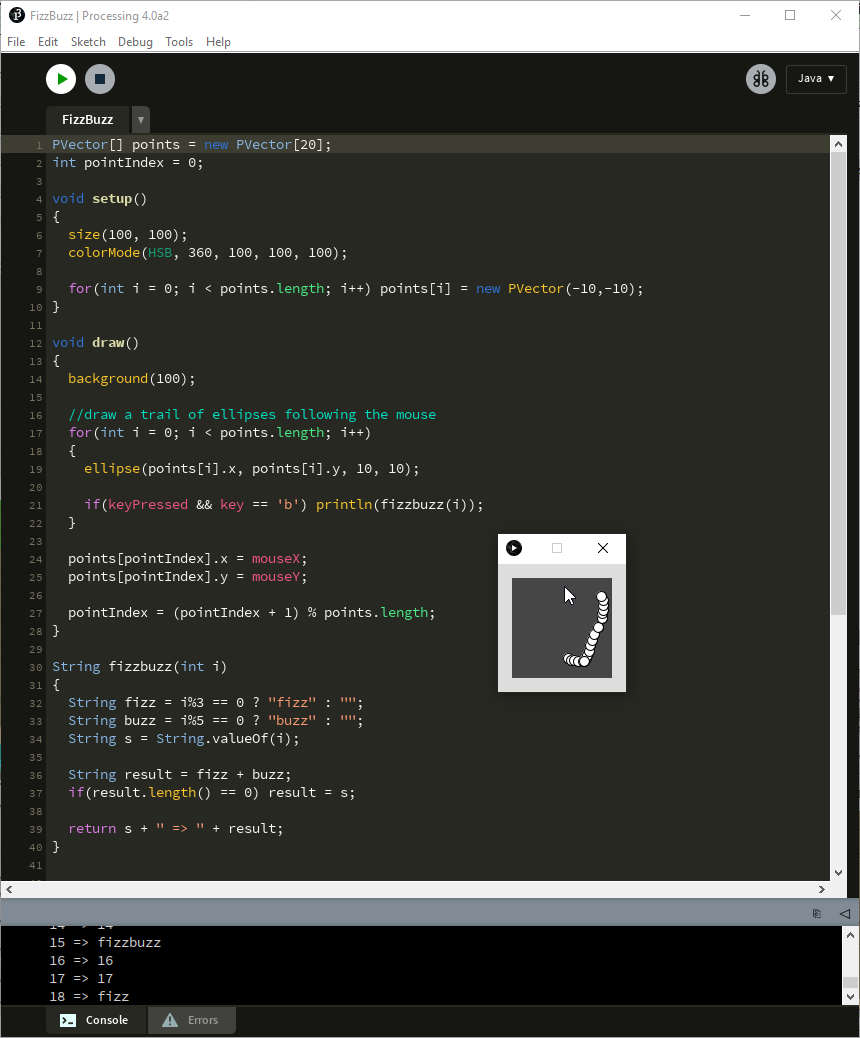 FizzBuzz | Processing 4.0a2
File Edit Sketch Debug Tools Help
Java ▼
FizzBuzz ▼
1 PVector[] points = new PVector[20];
2 int pointIndex = 0;
3
4 void setup()
5 {
6   size(100, 100);
7   colorMode(HSB, 360, 100, 100, 100);
8
9   for(int i = 0; i < points.length; i++) points[i] = new PVector(-10,-10);
10 }
11
12 void draw()
13 {
14   background(100);
15
16   //draw a trail of ellipses following the mouse
17   for(int i = 0; i < points.length; i++)
18   {
19     ellipse(points[i].x, points[i].y, 10, 10);
20
21     if(keyPressed && key == 'b') println(fizzbuzz(i));
22   }
23
24   points[pointIndex].x = mouseX;
25   points[pointIndex].y = mouseY;
26
27   pointIndex = (pointIndex + 1) % points.length;
28 }
29
30 String fizzbuzz(int i)
31 {
32   String fizz = i%3 == 0 ? "fizz" : "";
33   String buzz = i%5 == 0 ? "buzz" : "";
34   String s = String.valueOf(i);
35
36   String result = fizz + buzz;
37   if(result.length() == 0) result = s;
38
39   return s + " => " + result;
40 }
41
14 => 14
15 => fizzbuzz
16 => 16
17 => 17
18 => fizz
Console Errors